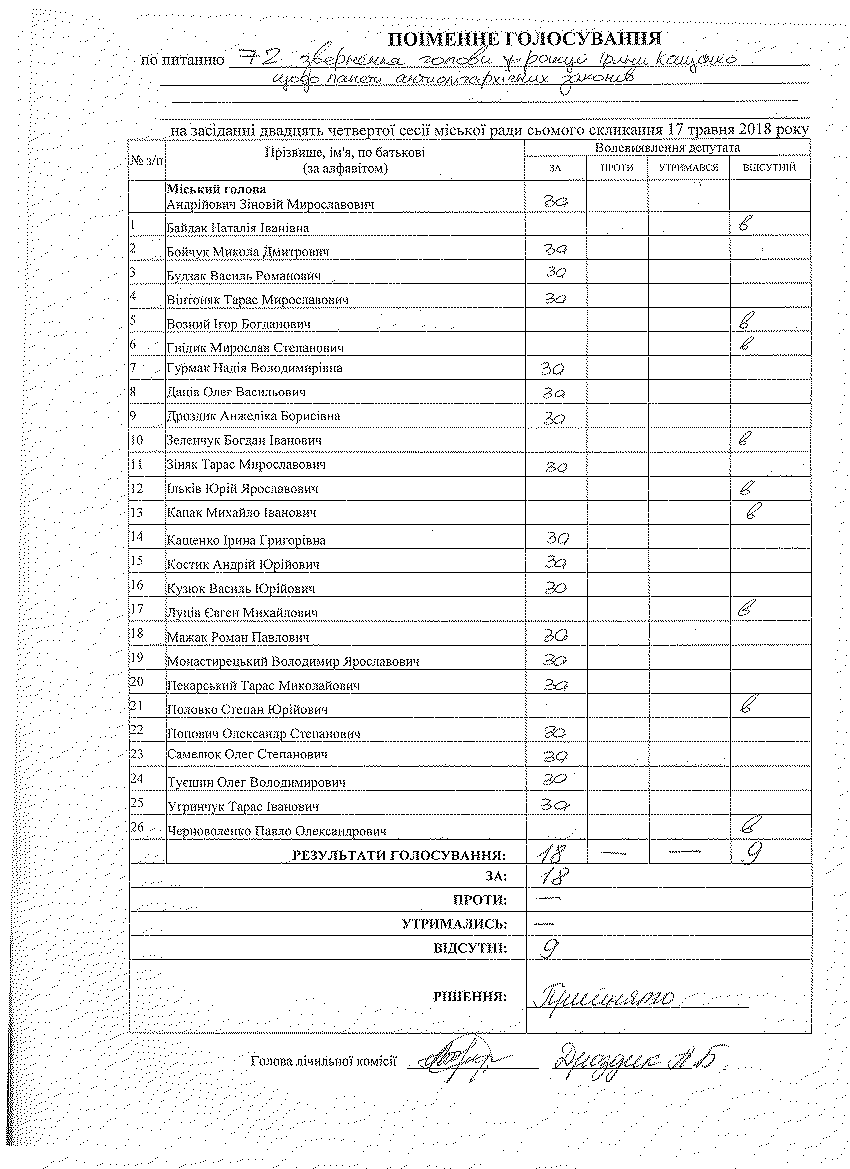 ПОІМЕННЕ ГОЛОСУВАННЯ
по питанню 72 звернення голови фракції Ірини Кащенко
щодо пакету антиолігархічних законів
на засіданні двадцять четвертої сесії міської ради сьомого скликання 17 травня 2018 року
№ з/п Прізвище, ім'я, по батькові (за алфавітом) Волевиявлення депутата
ЗА ПРОТИ УТРИМАВСЯ ВІДСУТНІЙ
Міський голова
Андрійович Зіновій Мирославович за
1 Байдак Наталія Іванівна в
2 Бойчук Микола Дмитрович за
3 Будзак Василь Романович за
4 Вінтоняк Тарас Мирославович за
5 Возний Ігор Богданович в
6 Гнідик Мирослав Степанович в
7 Гурмак Надія Володимирівна за
8 Даців Олег Васильович за
9 Дроздик Анжеліка Борисівна за
10 Зеленчук Богдан Іванович в
11 Зіняк Тарас Мирославович за
12 Ільків Юрій Ярославович в
13 Капак Михайло Іванович в
14 Кащенко Ірина Григорівна за
15 Костик Андрій Юрійович за
16 Кузюк Василь Юрійович за
17 Луців Євген Михайлович в
18 Мажак Роман Павлович за
19 Монастирецький Володимир Ярославович за
20 Пекарський Тарас Миколайович за
21 Половко Степан Юрійович в
22 Попович Олександр Степанович за
23 Самелюк Олег Степанович за
24 Туєшин Олег Володимирович за
25 Угринчук Тарас Іванович за
26 Черноволенко Павло Олександрович в
РЕЗУЛЬТАТИ ГОЛОСУВАННЯ: 18 — — 9
ЗА: 18
ПРОТИ: —
УТРИМАЛИСЬ: —
ВІДСУТНІ: 9
РІШЕННЯ: Прийнято
Голова лічильної комісії Дроздик А.Б.